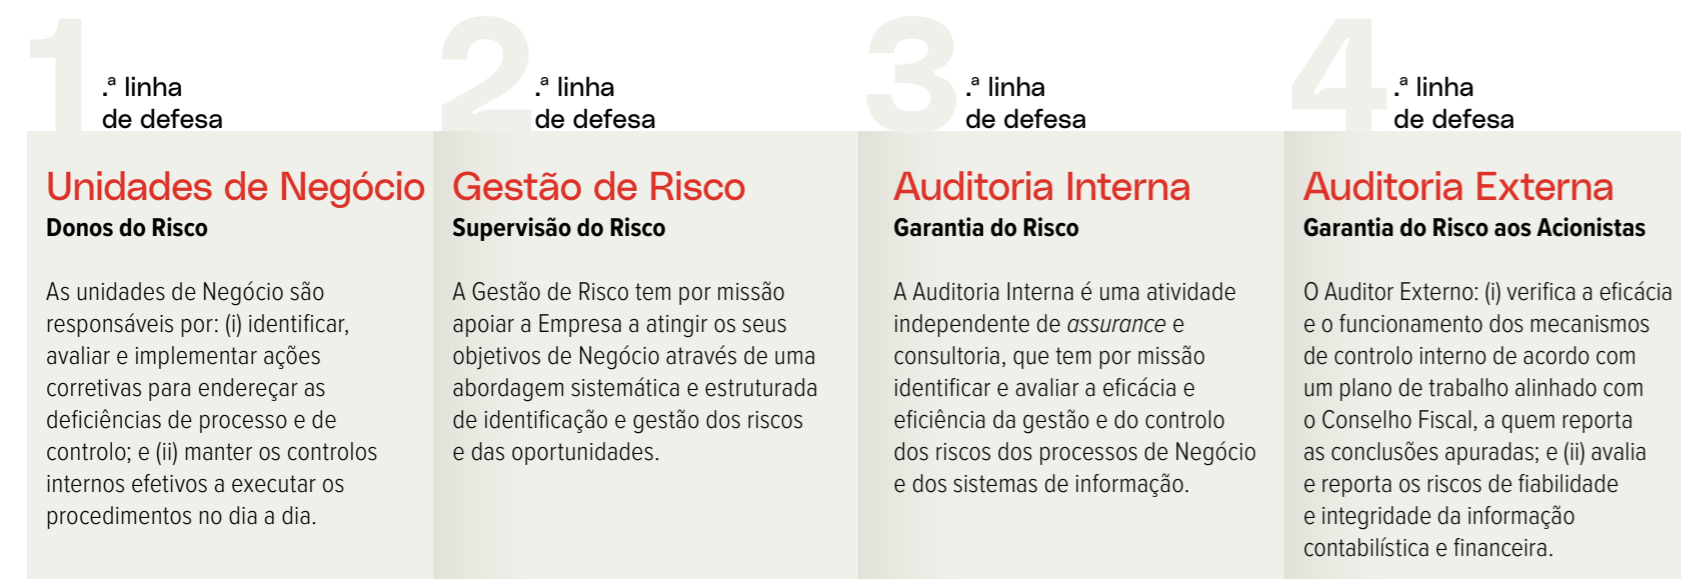 1.ª linha
de defesa
Unidades de Negócio
Donos do Risco
As unidades de Negócio são
responsáveis por: (i) identificar,
avaliar e implementar ações
corretivas para endereçar as
deficiências de processo e de
controlo; e (ii) manter os controlos
internos efetivos a executar os
procedimentos no dia a dia.
2.ª linha
de defesa
Gestão de Risco
Supervisão do Risco
A Gestão de Risco tem por missão
apoiar a Empresa a atingir os seus
objetivos de Negócio através de uma
abordagem sistemática e estruturada
de identificação e gestão dos riscos
e das oportunidades.
3.ª linha
de defesa
Auditoria Interna
Garantia do Risco
A Auditoria Interna é uma atividade
independente de assurance e
consultoria, que tem por missão
identificar e avaliar a eficácia e
eficiência da gestão e do controlo
dos riscos dos processos de Negócio
e dos sistemas de informação.
4.ª linha
de defesa
Auditoria Externa
Garantia do Risco aos Acionistas
O Auditor Externo: (i) verifica a eficácia
e o funcionamento dos mecanismos
de controlo interno de acordo com
um plano de trabalho alinhado com
o Conselho Fiscal, a quem reporta
as conclusões apuradas; e (ii) avalia
e reporta os riscos de fiabilidade
e integridade da informação
contabilística e financeira.